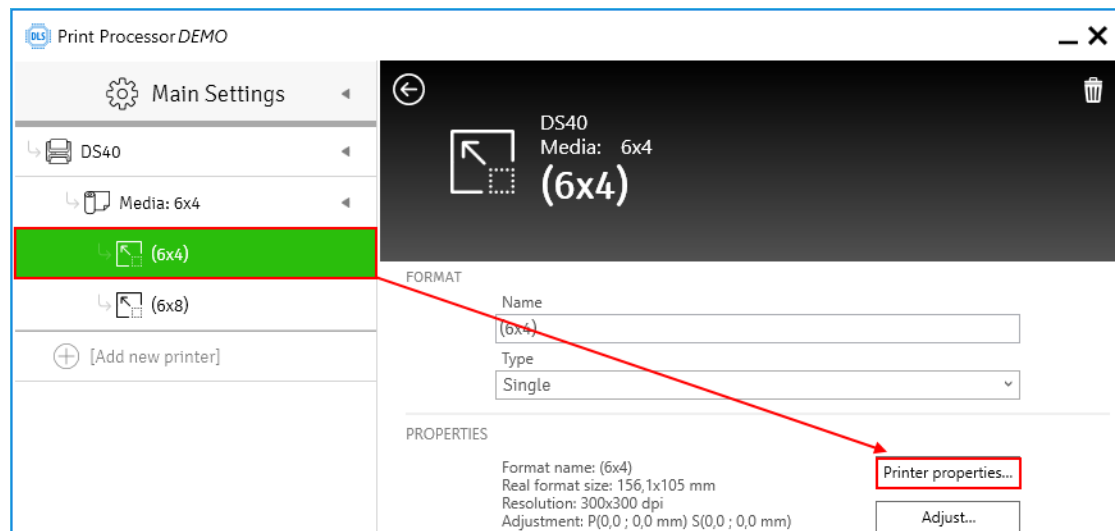 DLS Print Processor DEMO
Main Settings
DS40
Media: 6x4
(6x4)
(6x8)
[Add new printer]
DS40
Media: 6x4
(6x4)
FORMAT
Name
(6x4)
Type
Single
PROPERTIES
Format name: (6x4)
Real format size: 156,1x105 mm
Resolution: 300x300 dpi
Adjustment: P(0,0 ; 0,0 mm) S(0,0 ; 0,0 mm)
Printer properties...
Adjust...